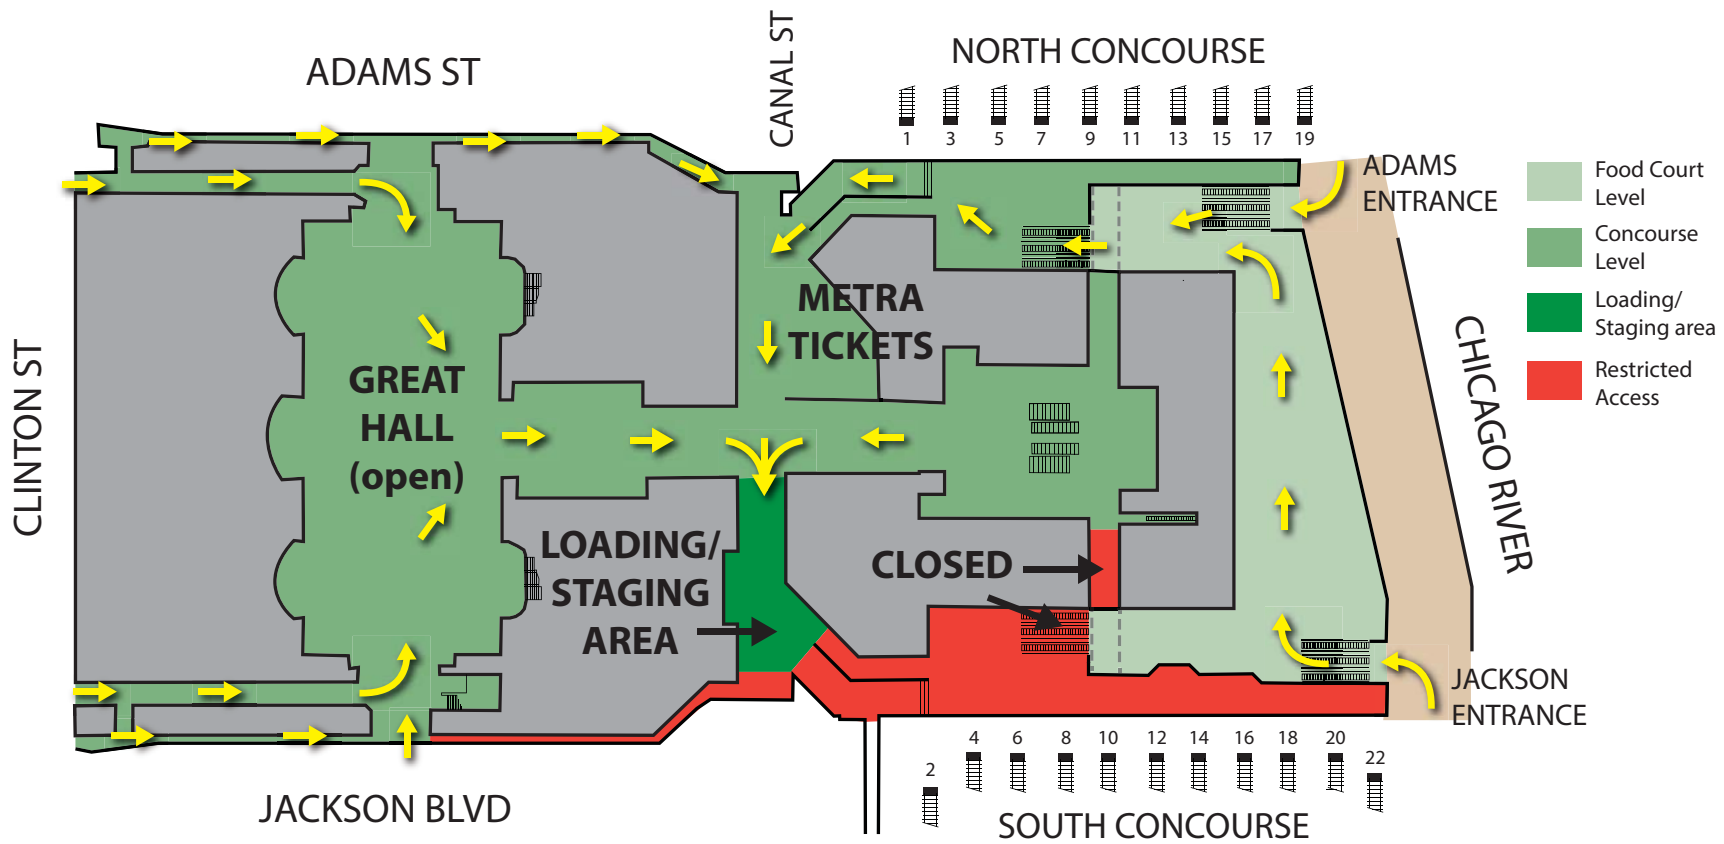 ADAMS ST
CANAL ST
NORTH CONCOURSE
1 3 5 7 9 11 13 15 17 19
ADAMS
ENTRANCE
Food Court
Level
Concourse
Level
Loading/
Staging area
Restricted
Access
METRA
TICKETS
GREAT
HALL
(open)
CLINTON ST
CHICAGO RIVER
LOADING/
STAGING
AREA
CLOSED
JACKSON
ENTRANCE
JACKSON BLVD
2 4 6 8 10 12 14 16 18 20 22
SOUTH CONCOURSE